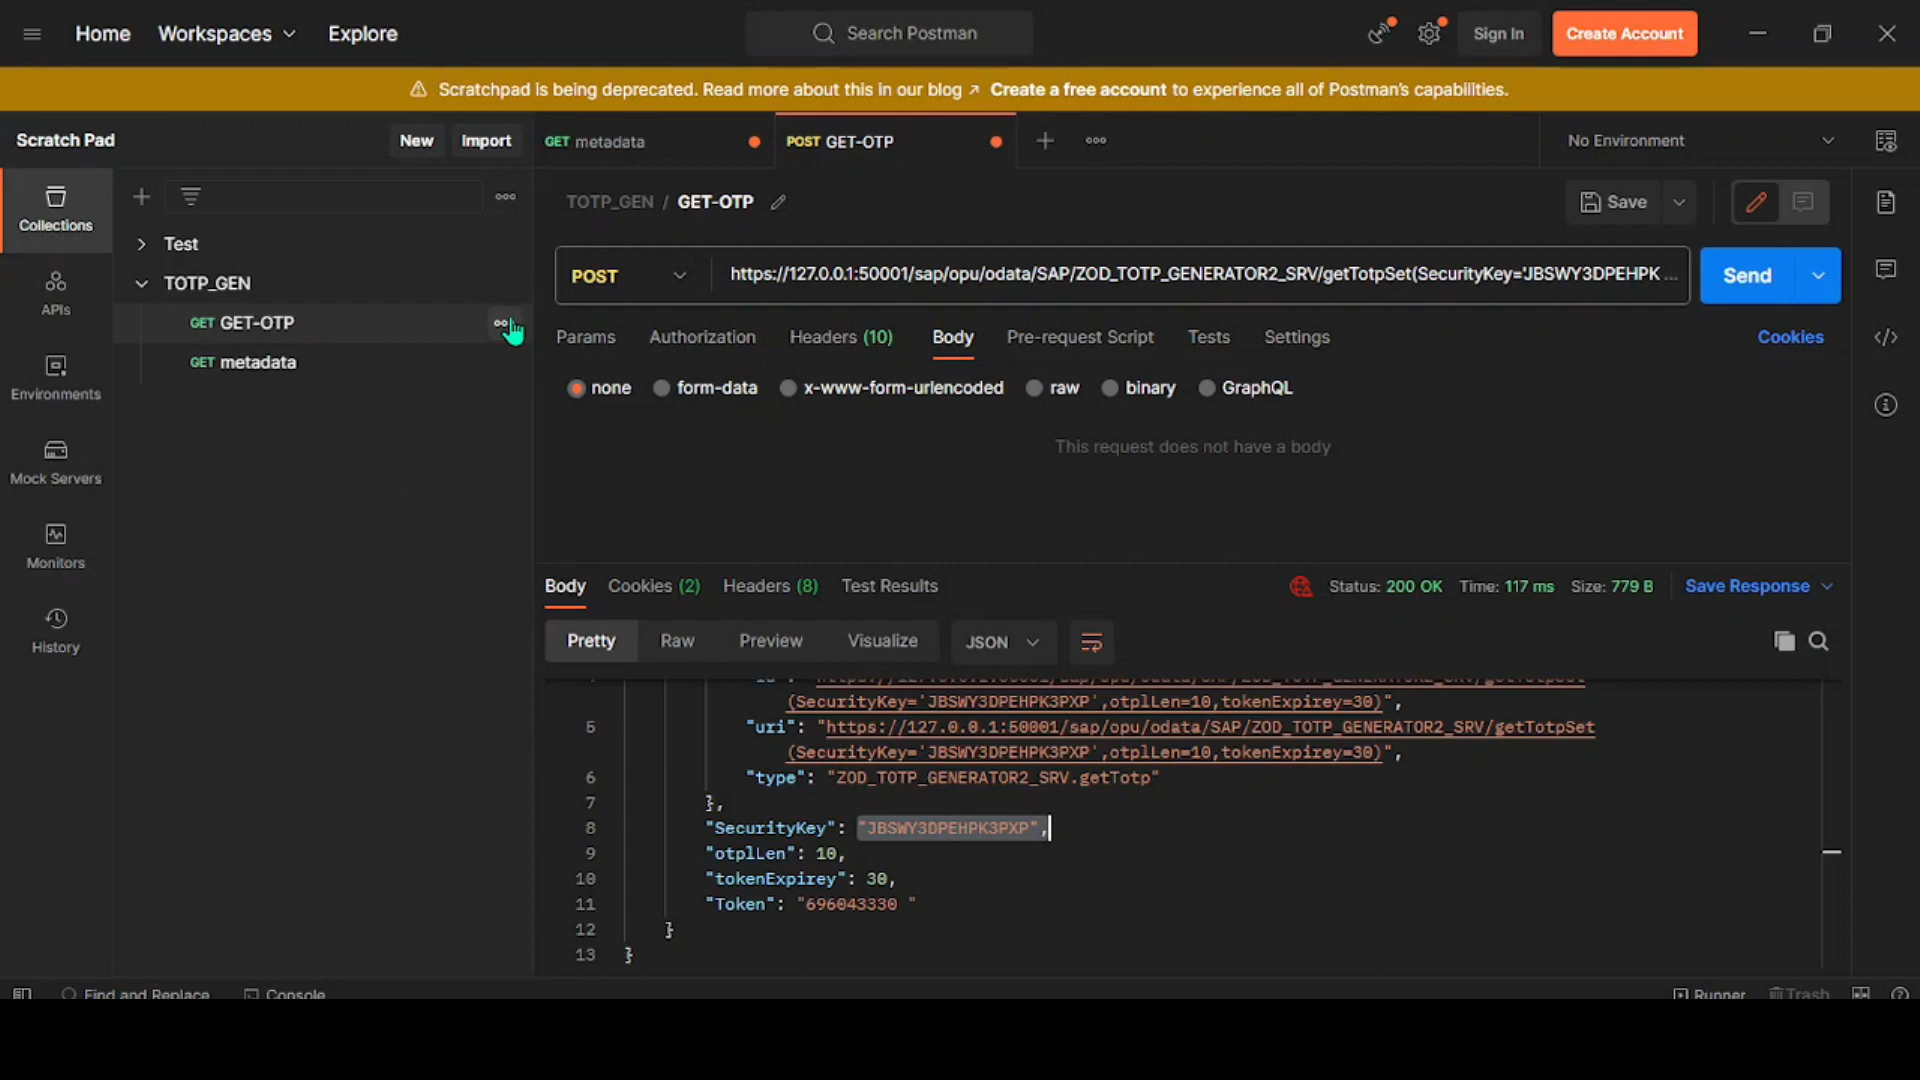 Home
Workspaces
Explore
Search Postman
Sign In
Create Account
Scratchpad is being deprecated. Read more about this in our blog ↗ Create a free account to experience all of Postman's capabilities.
Scratch Pad
New
Import
GET metadata
POST GET-OTP
No Environment
Collections
APIs
Environments
Mock Servers
Monitors
History
Test
TOTP_GEN
GET GET-OTP
GET metadata
TOTP_GEN / GET-OTP
Save
POST
https://127.0.0.1:50001/sap/opu/odata/SAP/ZOD_TOTP_GENERATOR2_SRV/getTotpSet(SecurityKey='JBSWY3DPEHPK ...
Send
Params
Authorization
Headers (10)
Body
Pre-request Script
Tests
Settings
Cookies
none
form-data
x-www-form-urlencoded
raw
binary
GraphQL
This request does not have a body
Body
Cookies (2)
Headers (8)
Test Results
Status: 200 OK
Time: 117 ms
Size: 779 B
Save Response
Pretty
Raw
Preview
Visualize
JSON
(SecurityKey='JBSWY3DPEHPK3PXP',otplLen=10,tokenExpirey=30)",
5 "uri": "https://127.0.0.1:50001/sap/opu/odata/SAP/ZOD_TOTP_GENERATOR2_SRV/getTotpSet
(SecurityKey='JBSWY3DPEHPK3PXP',otplLen=10,tokenExpirey=30)",
6 "type": "ZOD_TOTP_GENERATOR2_SRV.getTotp"
7 },
8 "SecurityKey": "JBSWY3DPEHPK3PXP",
9 "otplLen": 10,
10 "tokenExpirey": 30,
11 "Token": "696043330 "
12 }
13 }
Find and Replace
Console
Runner
Trash